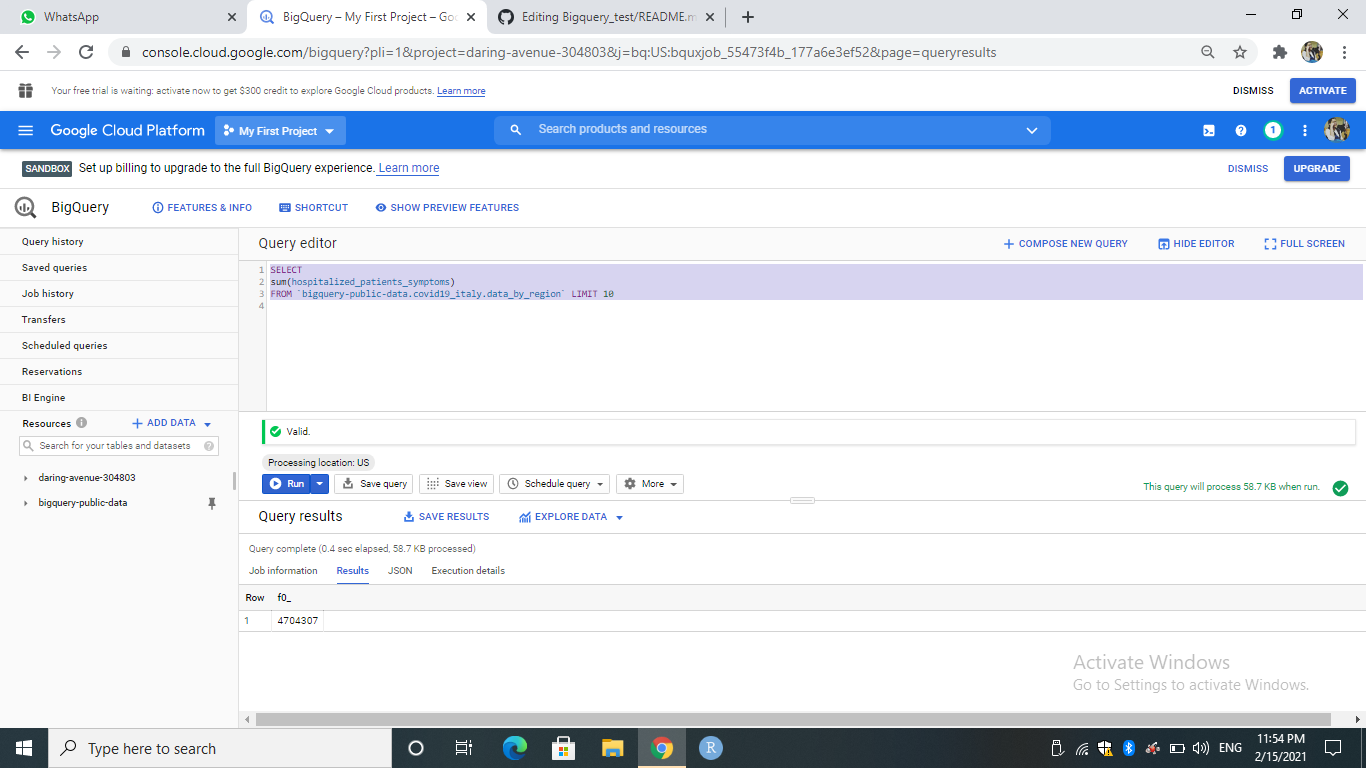 WhatsApp
BigQuery – My First Project – Goo
Editing Bigquery_test/README.m
console.cloud.google.com/bigquery?pli=1&project=daring-avenue-304803&j=bq:US:bquxjob_55473f4b_177a6e3ef52&page=queryresults
Your free trial is waiting: activate now to get $300 credit to explore Google Cloud products. Learn more
DISMISS
ACTIVATE
Google Cloud Platform
My First Project
Search products and resources
1
SANDBOX Set up billing to upgrade to the full BigQuery experience. Learn more
DISMISS
UPGRADE
BigQuery
FEATURES & INFO
SHORTCUT
SHOW PREVIEW FEATURES
Query history
Saved queries
Job history
Transfers
Scheduled queries
Reservations
BI Engine
Resources
ADD DATA
Search for your tables and datasets
daring-avenue-304803
bigquery-public-data
Query editor
COMPOSE NEW QUERY
HIDE EDITOR
FULL SCREEN
1 SELECT
2 sum(hospitalized_patients_symptoms)
3 FROM `bigquery-public-data.covid19_italy.data_by_region` LIMIT 10
4
Valid.
Processing location: US
Run
Save query
Save view
Schedule query
More
This query will process 58.7 KB when run.
Query results
SAVE RESULTS
EXPLORE DATA
Query complete (0.4 sec elapsed, 58.7 KB processed)
Job information
Results
JSON
Execution details
Row f0_
1 4704307
Activate Windows
Go to Settings to activate Windows.
Type here to search
R
ENG
11:54 PM
2/15/2021